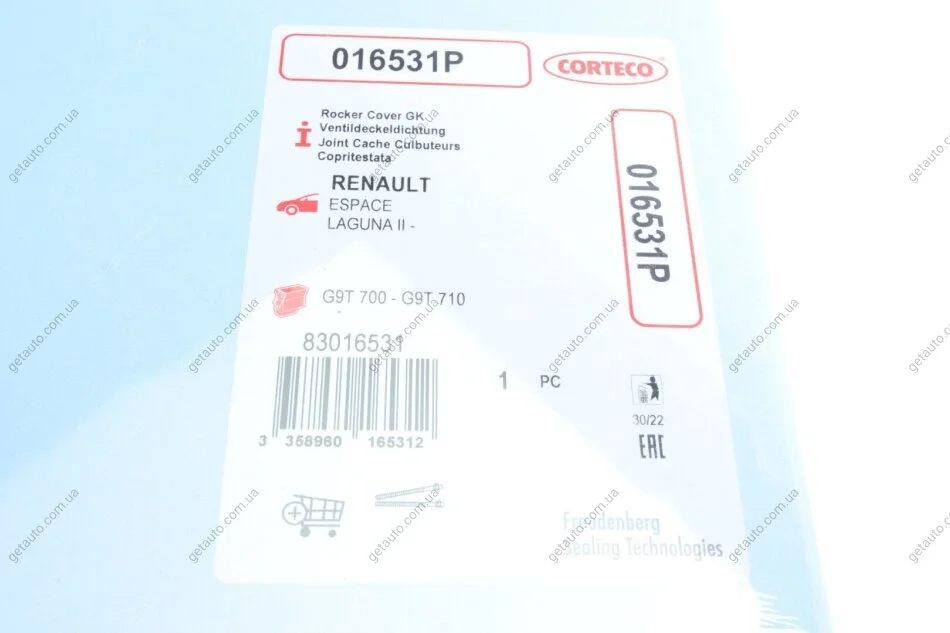 016531P
CORTECO
Rocker Cover GK
Ventildeckeldichtung
Joint Cache Culbuteurs
Copritestata
RENAULT
ESPACE
LAGUNA II -
016531P
G9T 700 - G9T 710
83016531
1 PC
3 358960 165312
30/22
EAC
Freudenberg
Sealing Technologies
getauto.com.ua